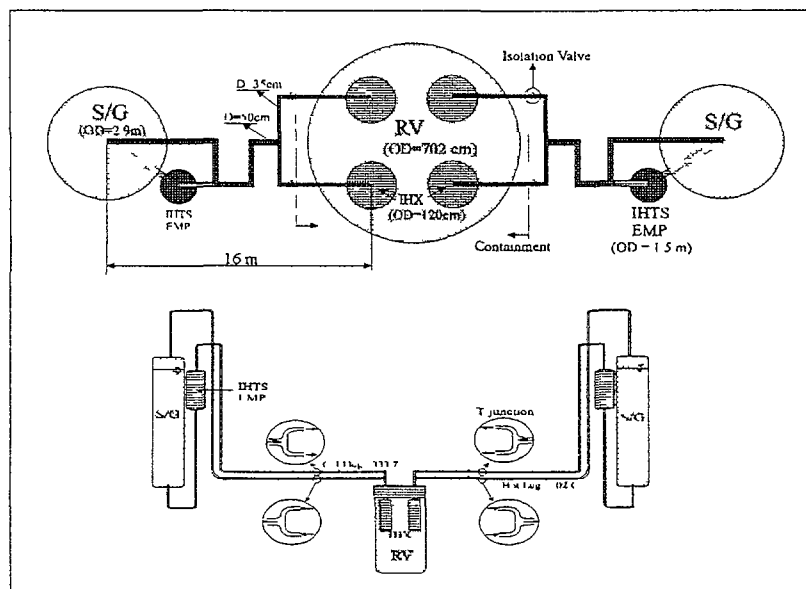 Isolation Valve
D 35cm
S/G
(OD=2.9m)
D=50cm
RV
(OD=702 cm)
S/G
IHX
(OD=120cm)
IHTS
EMP
IHTS
EMP
(OD = 1.5 m)
Containment
16 m
IHTS
EMP
S/G
T junction
S/G
Hot Leg
IHX
RV